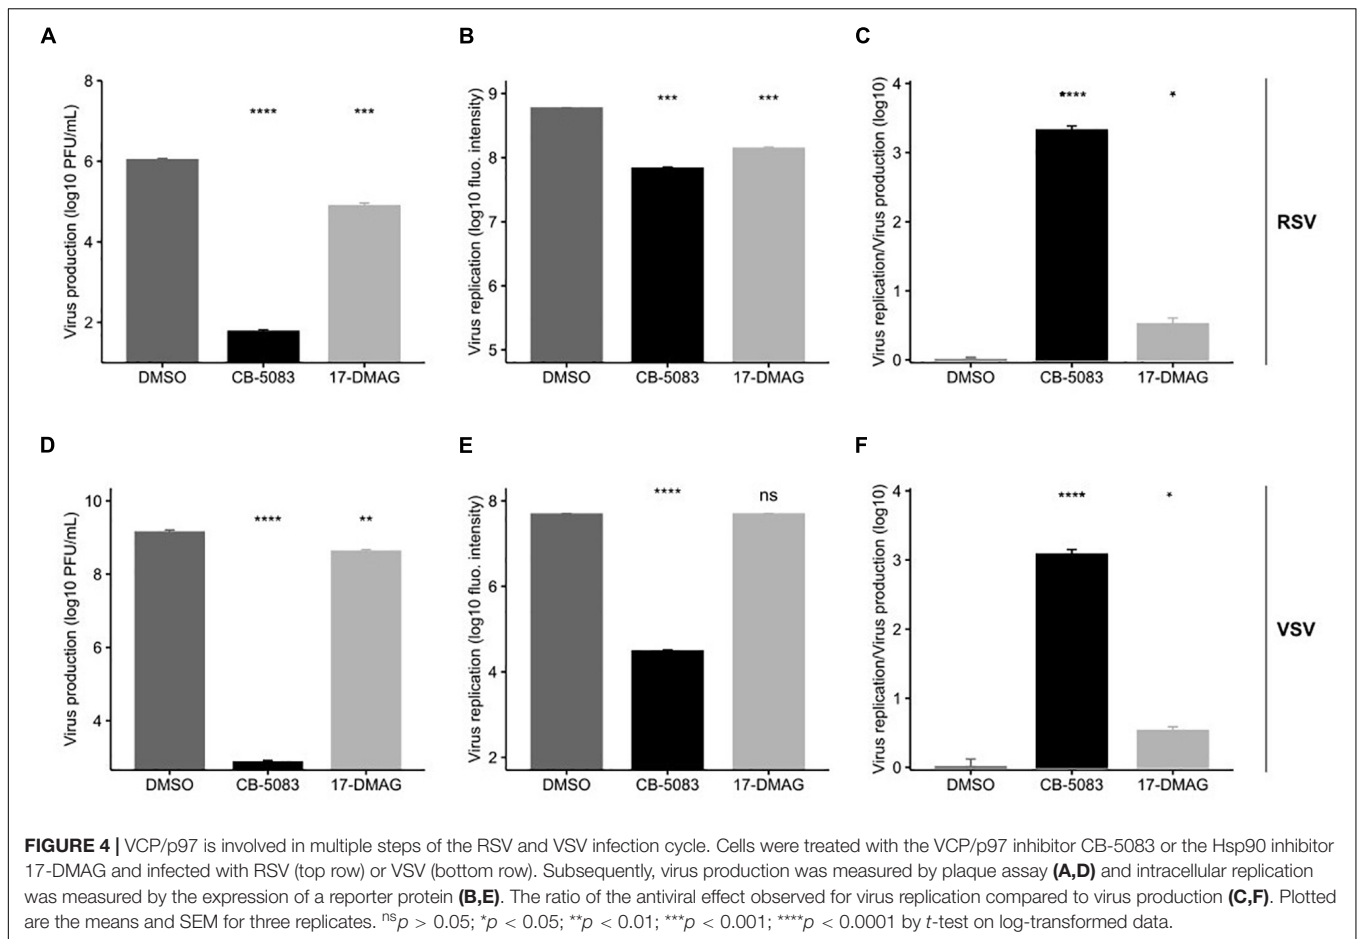 A
B
C
Virus production (log10 PFU/mL)
8
6
4
2
**** ***
DMSO CB-5083 17-DMAG
Virus replication (log10 fluo. intensity)
9
8
7
6
5
*** ***
DMSO CB-5083 17-DMAG
Virus replication/Virus production (log10)
4
3
2
1
0
**** *
DMSO CB-5083 17-DMAG
RSV
D
E
F
Virus production (log10 PFU/mL)
10
8
6
4
**** **
DMSO CB-5083 17-DMAG
Virus replication (log10 fluo. intensity)
8
6
4
2
**** ns
DMSO CB-5083 17-DMAG
Virus replication/Virus production (log10)
4
3
2
1
0
**** *
DMSO CB-5083 17-DMAG
VSV
FIGURE 4 | VCP/p97 is involved in multiple steps of the RSV and VSV infection cycle. Cells were treated with the VCP/p97 inhibitor CB-5083 or the Hsp90 inhibitor
17-DMAG and infected with RSV (top row) or VSV (bottom row). Subsequently, virus production was measured by plaque assay (A,D) and intracellular replication
was measured by the expression of a reporter protein (B,E). The ratio of the antiviral effect observed for virus replication compared to virus production (C,F). Plotted
are the means and SEM for three replicates. nsp > 0.05; *p < 0.05; **p < 0.01; ***p < 0.001; ****p < 0.0001 by t-test on log-transformed data.